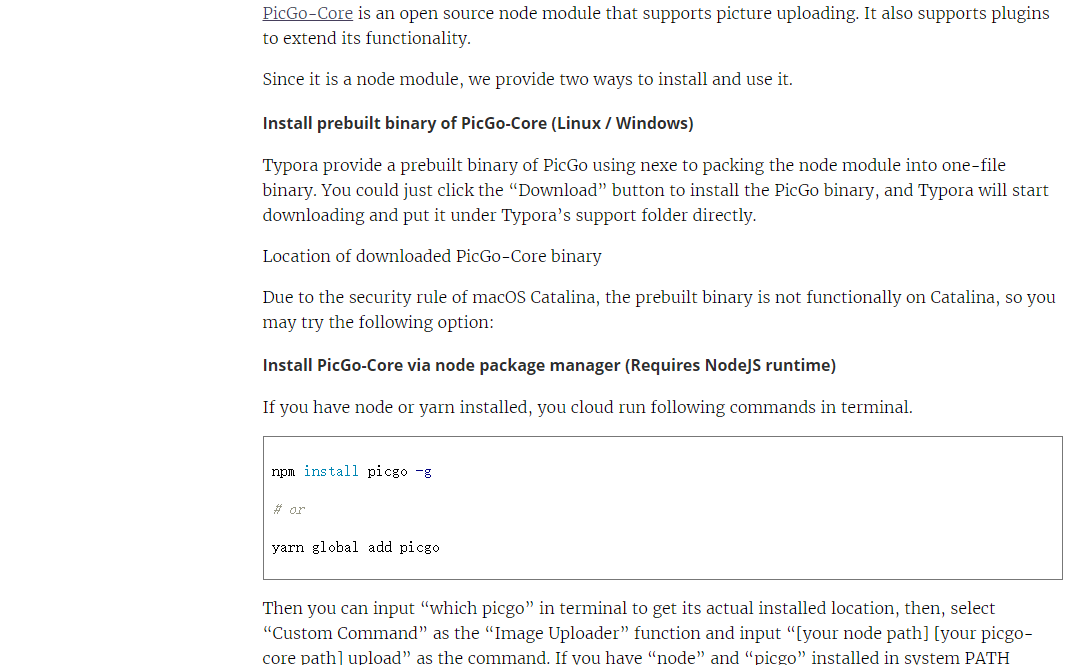 PicGo-Core is an open source node module that supports picture uploading. It also supports plugins
to extend its functionality.
Since it is a node module, we provide two ways to install and use it.
Install prebuilt binary of PicGo-Core (Linux / Windows)
Typora provide a prebuilt binary of PicGo using nexe to packing the node module into one-file
binary. You could just click the “Download” button to install the PicGo binary, and Typora will start
downloading and put it under Typora’s support folder directly.
Location of downloaded PicGo-Core binary
Due to the security rule of macOS Catalina, the prebuilt binary is not functionally on Catalina, so you
may try the following option:
Install PicGo-Core via node package manager (Requires NodeJS runtime)
If you have node or yarn installed, you cloud run following commands in terminal.
npm install picgo -g
# or
yarn global add picgo
Then you can input “which picgo” in terminal to get its actual installed location, then, select
“Custom Command” as the “Image Uploader” function and input “[your node path] [your picgo-
core path] upload” as the command. If you have “node” and “picgo” installed in system PATH